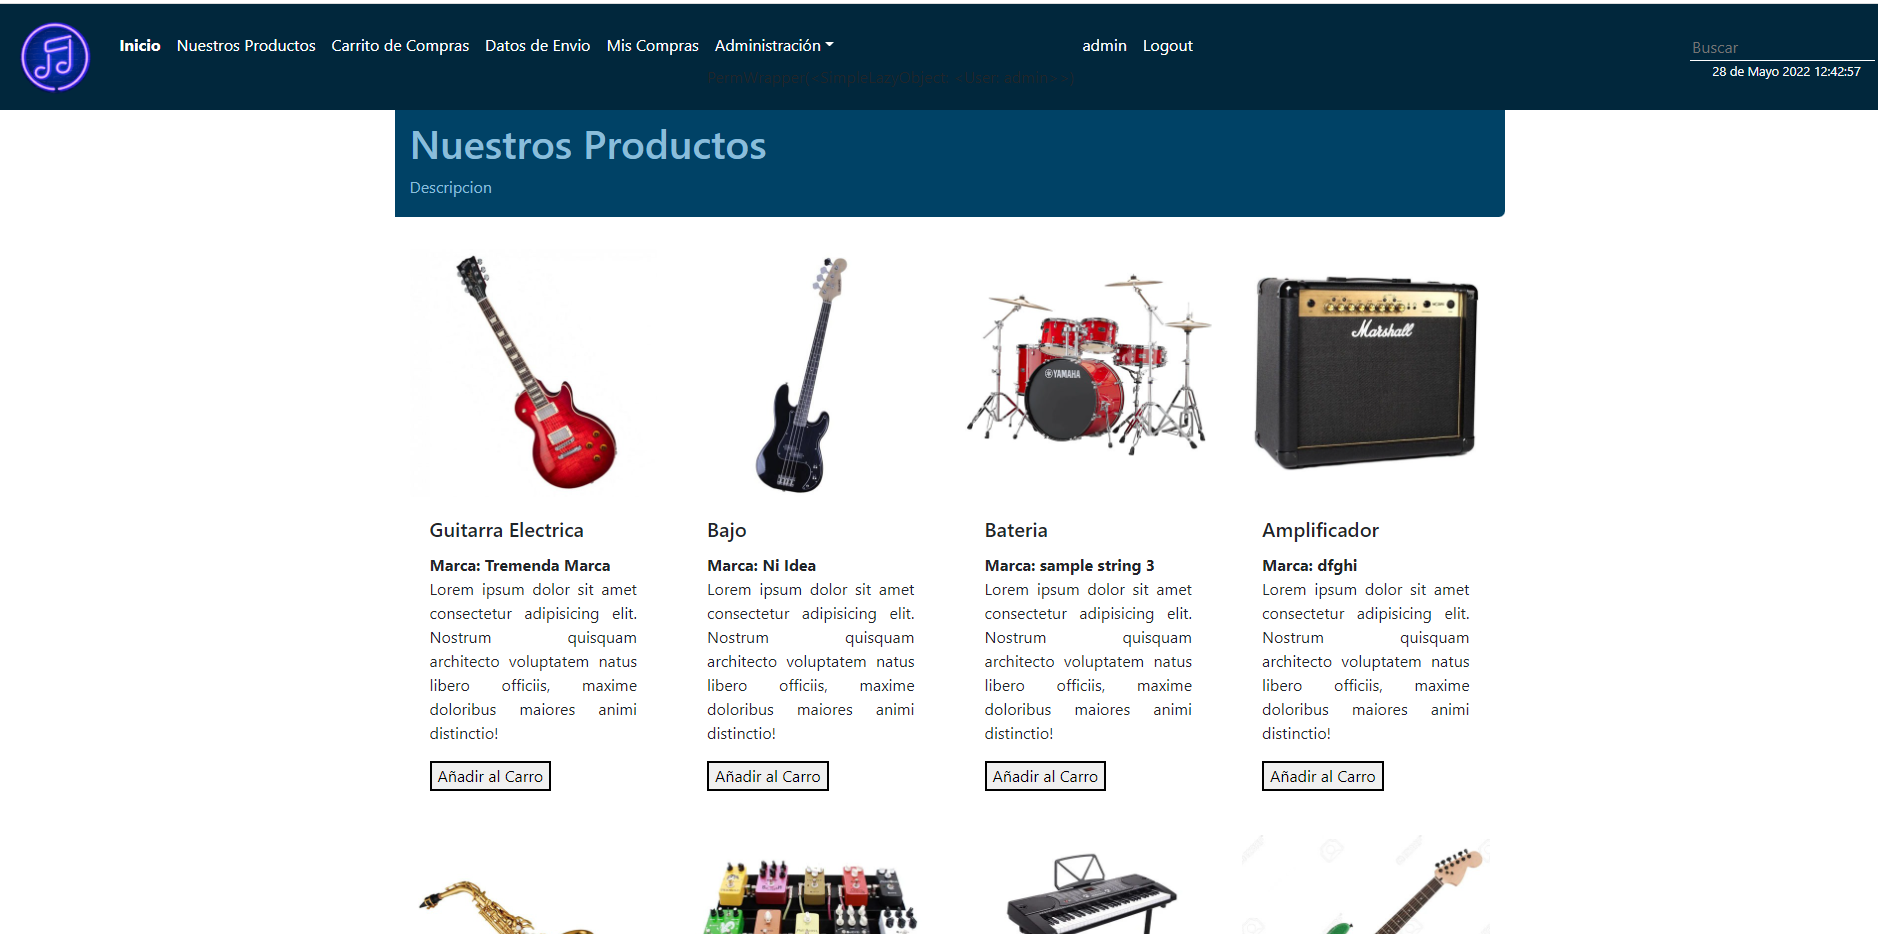 Inicio Nuestros Productos Carrito de Compras Datos de Envio Mis Compras Administración admin Logout
Buscar
PermWrapper(<SimpleLazyObject: <User: admin>>)
28 de Mayo 2022 12:42:57
Nuestros Productos
Descripcion
Marshall
YAMAHA
Guitarra Electrica
Marca: Tremenda Marca
Lorem ipsum dolor sit amet
consectetur adipisicing elit.
Nostrum quisquam
architecto voluptatem natus
libero officiis, maxime
doloribus maiores animi
distinctio!
Añadir al Carro
Bajo
Marca: Ni Idea
Lorem ipsum dolor sit amet
consectetur adipisicing elit.
Nostrum quisquam
architecto voluptatem natus
libero officiis, maxime
doloribus maiores animi
distinctio!
Añadir al Carro
Bateria
Marca: sample string 3
Lorem ipsum dolor sit amet
consectetur adipisicing elit.
Nostrum quisquam
architecto voluptatem natus
libero officiis, maxime
doloribus maiores animi
distinctio!
Añadir al Carro
Amplificador
Marca: dfghi
Lorem ipsum dolor sit amet
consectetur adipisicing elit.
Nostrum quisquam
architecto voluptatem natus
libero officiis, maxime
doloribus maiores animi
distinctio!
Añadir al Carro